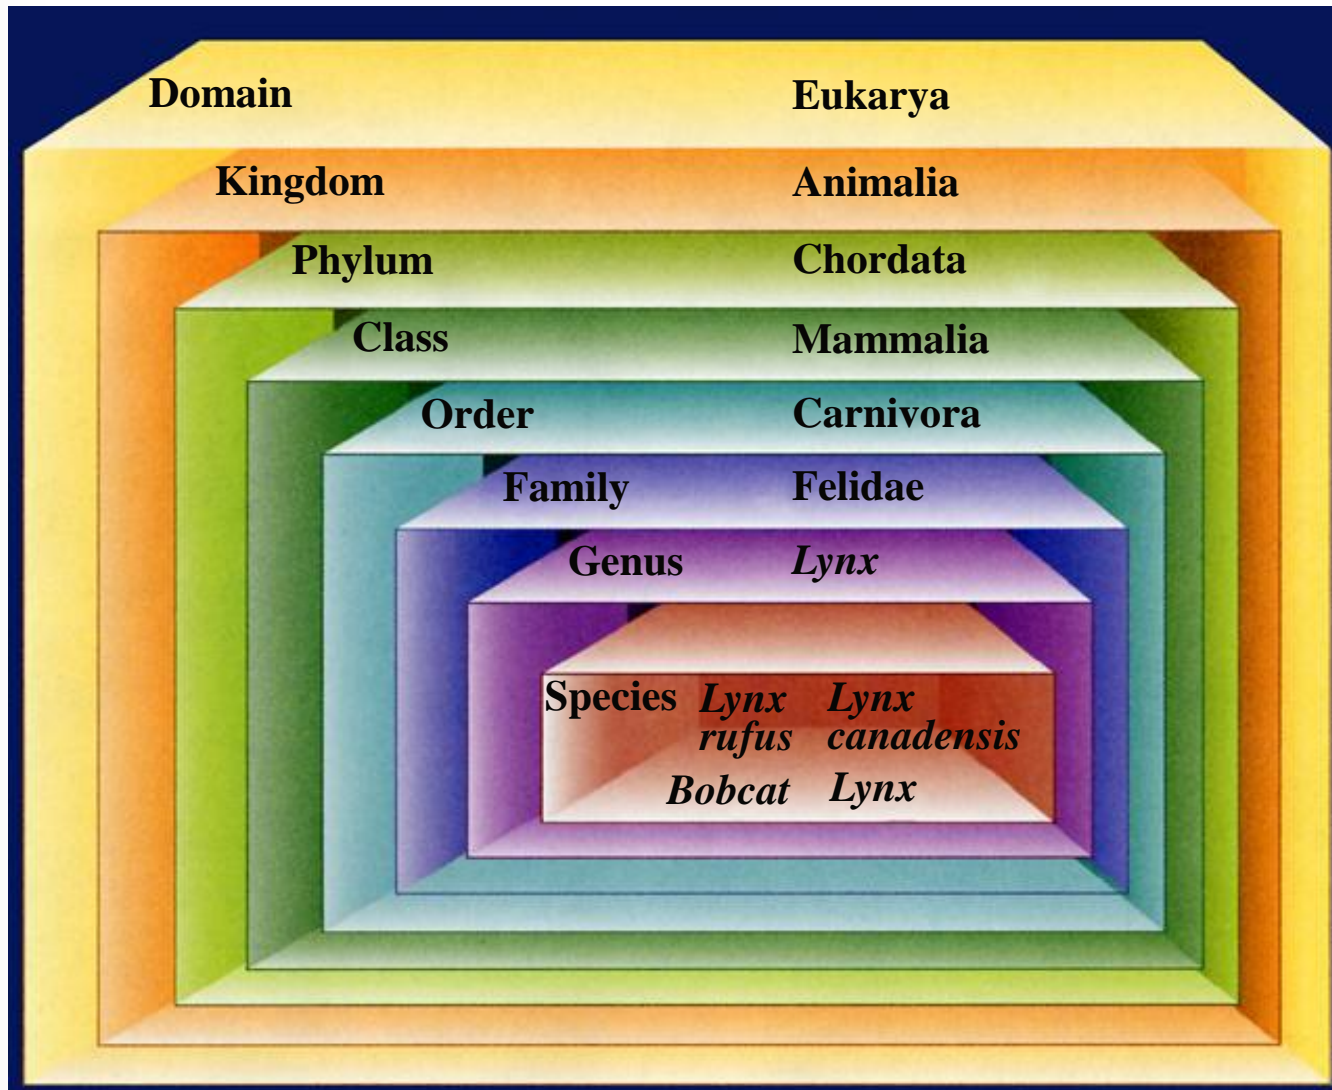 Domain Eukarya
Kingdom Animalia
Phylum Chordata
Class Mammalia
Order Carnivora
Family Felidae
Genus Lynx
Species Lynx Lynx
rufus canadensis
Bobcat Lynx